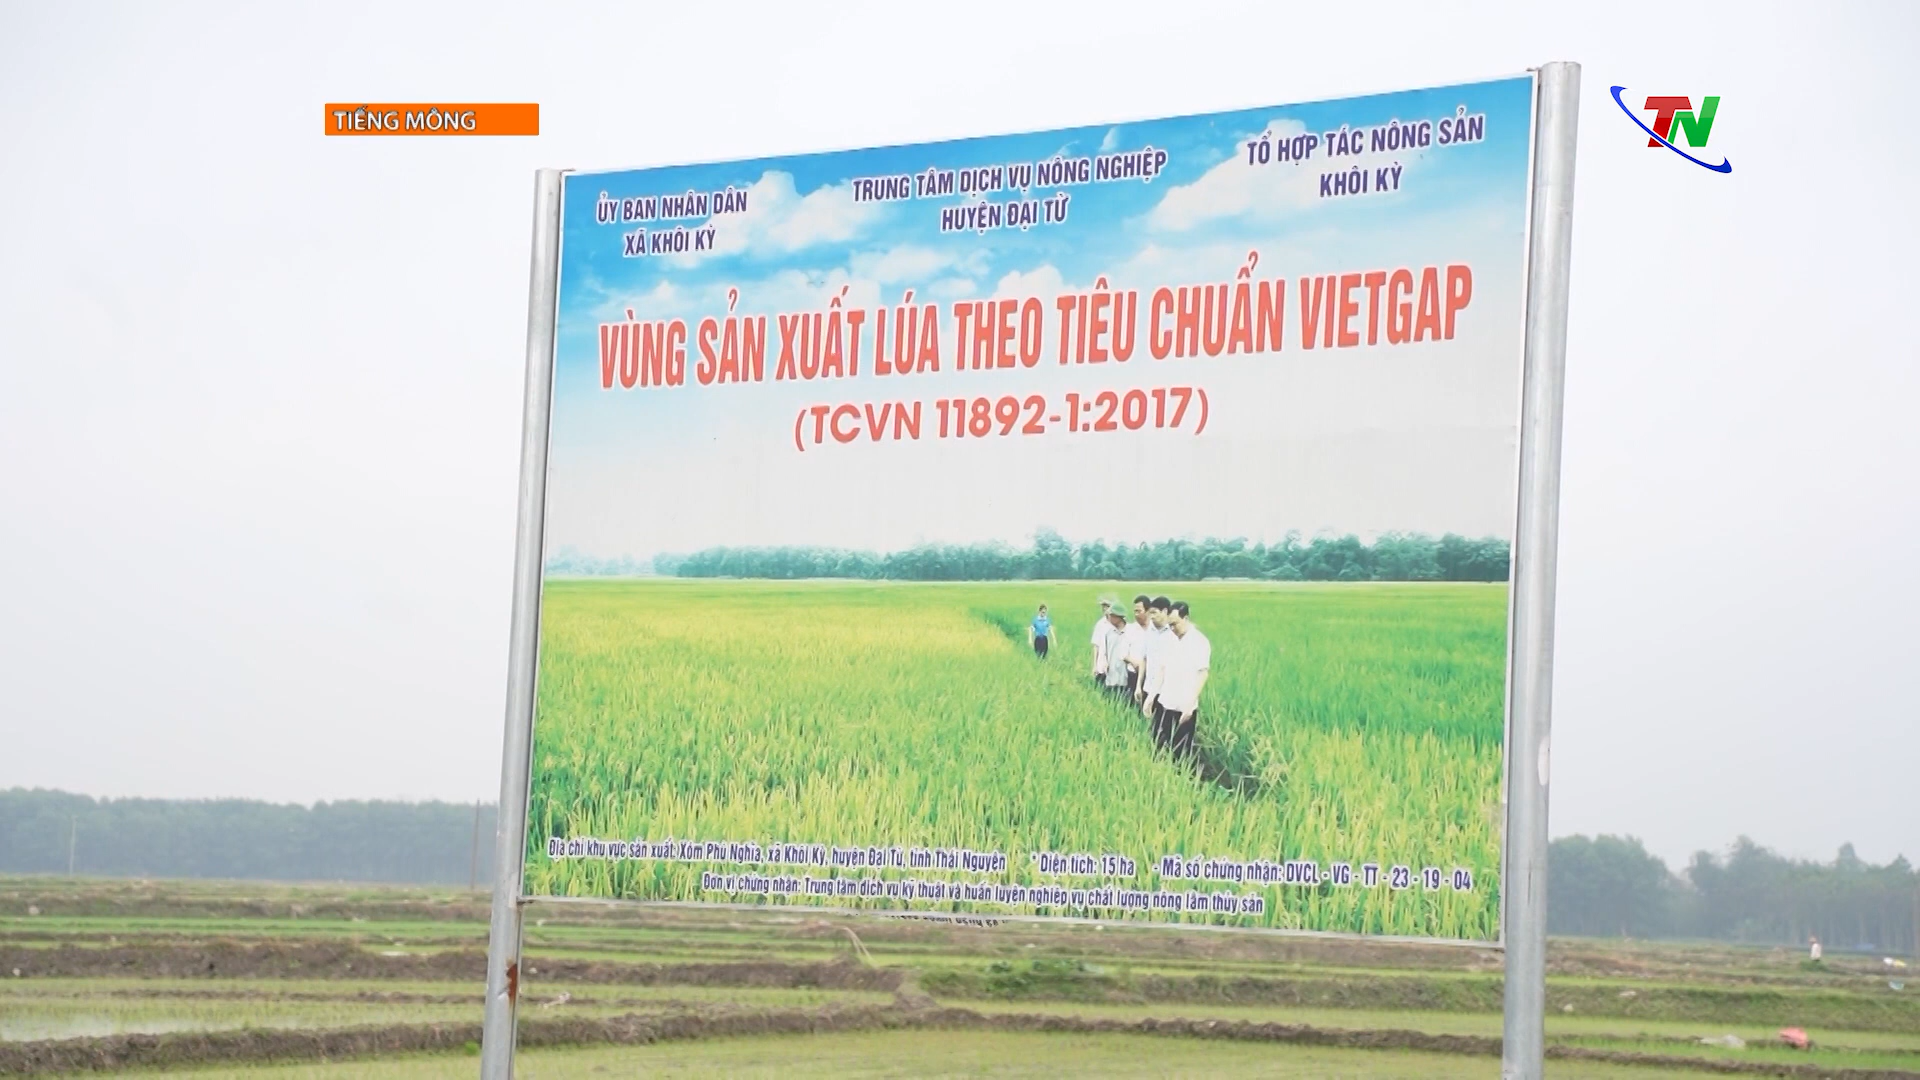 TIẾNG MÔNG
TN
ỦY BAN NHÂN DÂN
XÃ KHÔI KỲ
TRUNG TÂM DỊCH VỤ NÔNG NGHIỆP
HUYỆN ĐẠI TỪ
TỔ HỢP TÁC NÔNG SẢN
KHÔI KỲ
VÙNG SẢN XUẤT LÚA THEO TIÊU CHUẨN VIETGAP
(TCVN 11892-1:2017)
Địa chỉ khu vực sản xuất: Xóm Phú Nghĩa, xã Khôi Kỳ, huyện Đại Từ, tỉnh Thái Nguyên * Diện tích: 15 ha - Mã số chứng nhận: DVCL - VG - TT - 23 - 19 - 04
Đơn vị chứng nhận: Trung tâm dịch vụ kỹ thuật và huấn luyện nghiệp vụ chất lượng nông lâm thủy sản